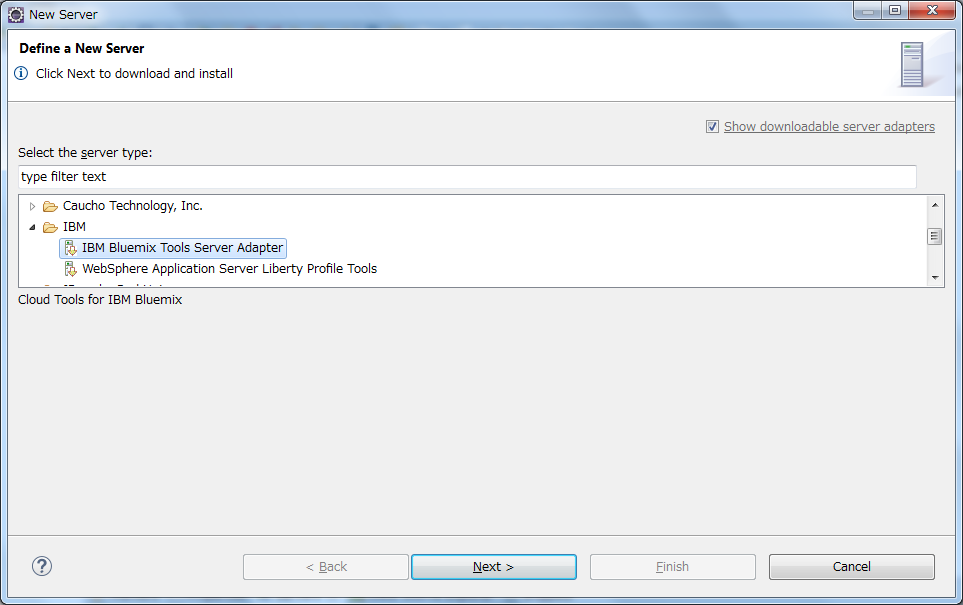 New Server
Define a New Server
Click Next to download and install
Show downloadable server adapters
Select the server type:
type filter text
Caucho Technology, Inc.
IBM
IBM Bluemix Tools Server Adapter
WebSphere Application Server Liberty Profile Tools
Cloud Tools for IBM Bluemix
< Back
Next >
Finish
Cancel